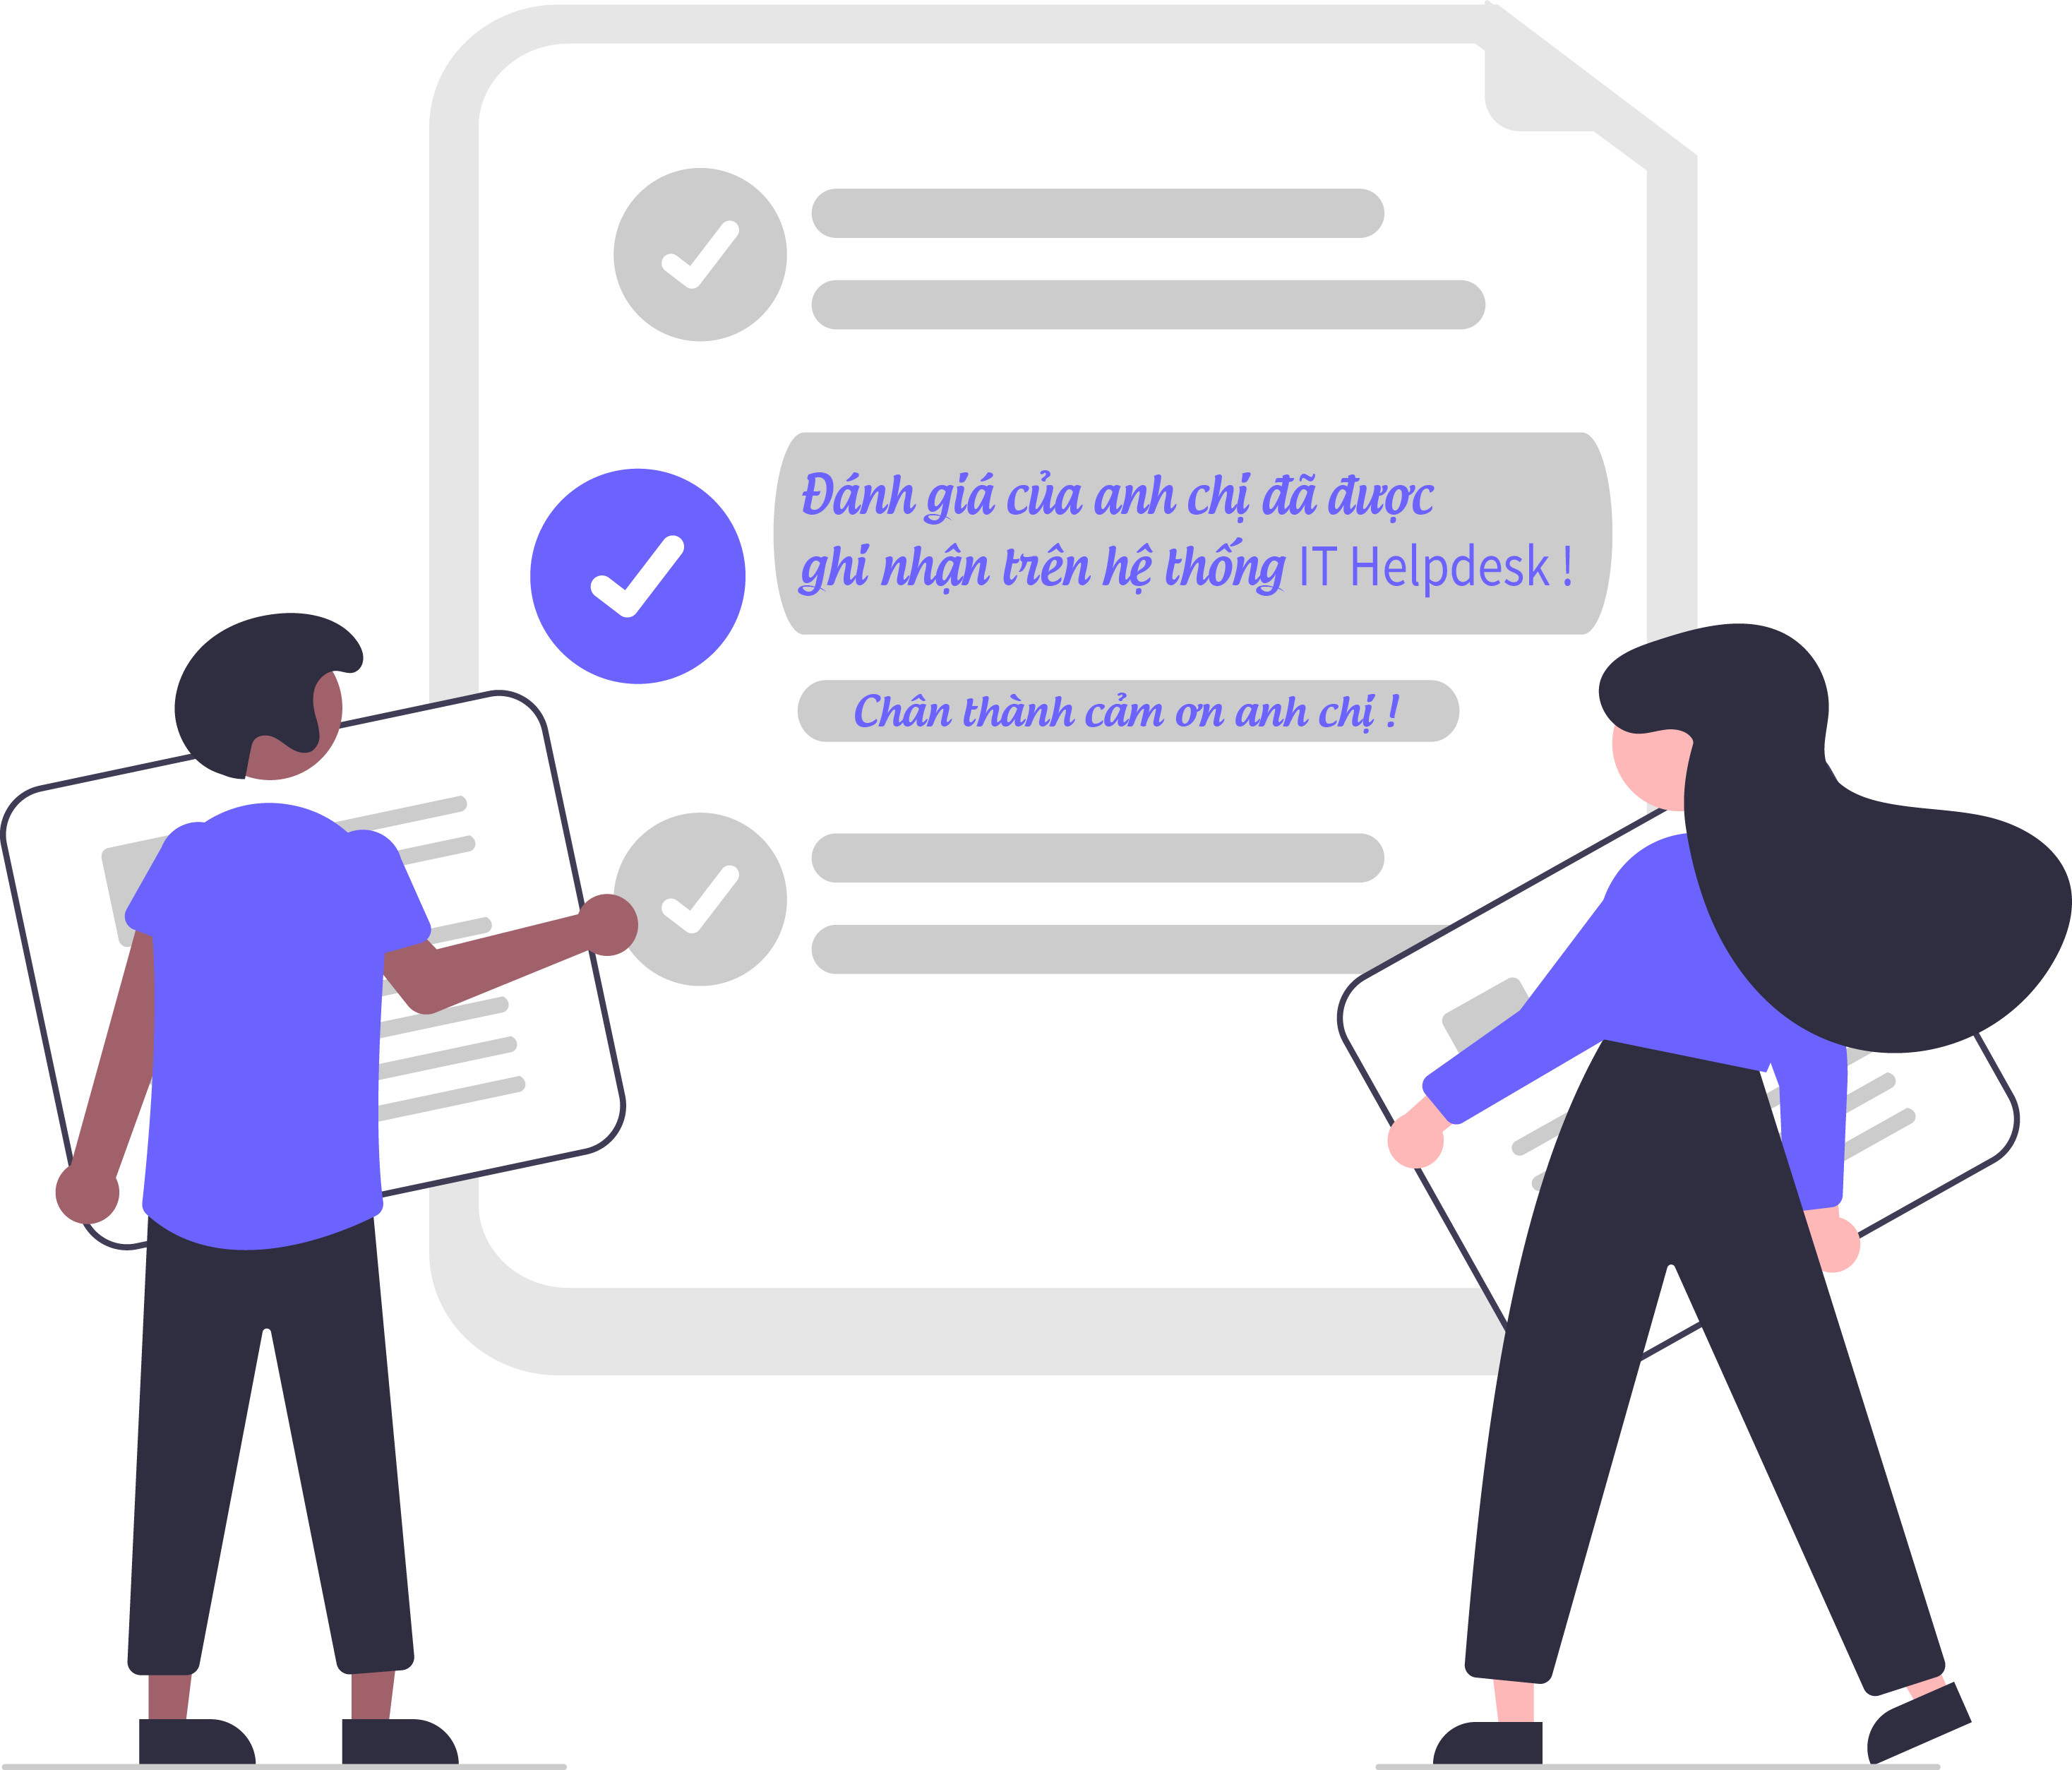 Đánh giá của anh chị đã được
ghi nhận trên hệ thống IT Helpdesk !
Chân thành cảm ơn anh chị !